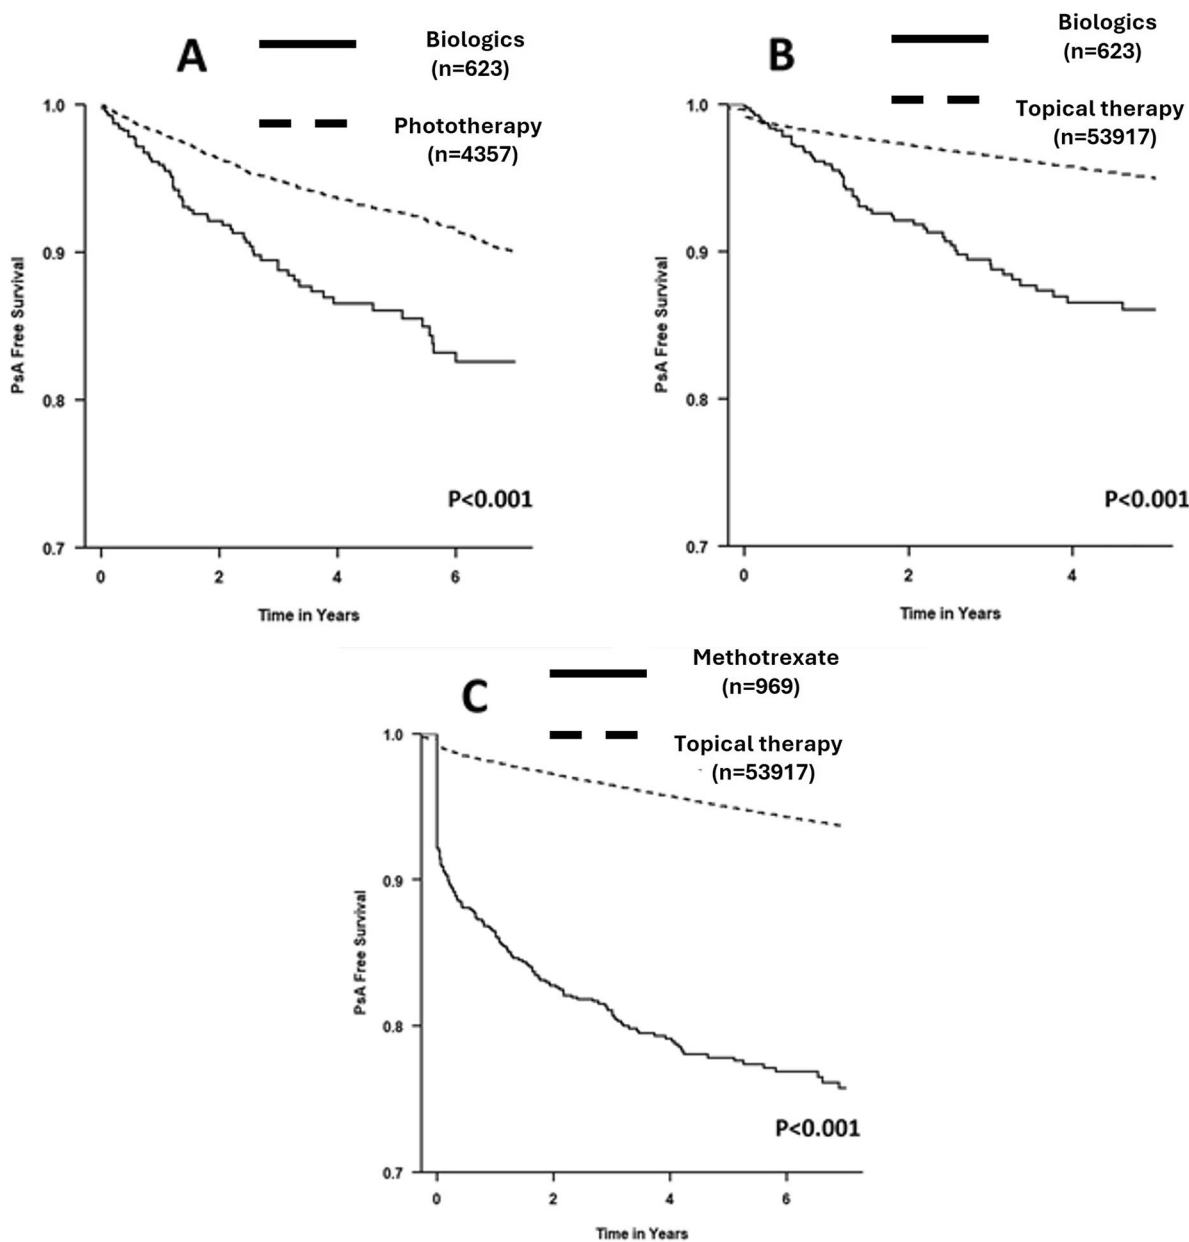 A
Biologics
(n=623)
Phototherapy
(n=4357)
1.0
0.9
0.8
0.7
PsA Free Survival
P<0.001
0 2 4 6
Time in Years
B
Biologics
(n=623)
Topical therapy
(n=53917)
1.0
0.9
0.8
0.7
PsA Free Survival
P<0.001
0 2 4
Time in Years
C
Methotrexate
(n=969)
Topical therapy
(n=53917)
1.0
0.9
0.8
0.7
PsA Free Survival
P<0.001
0 2 4 6
Time in Years